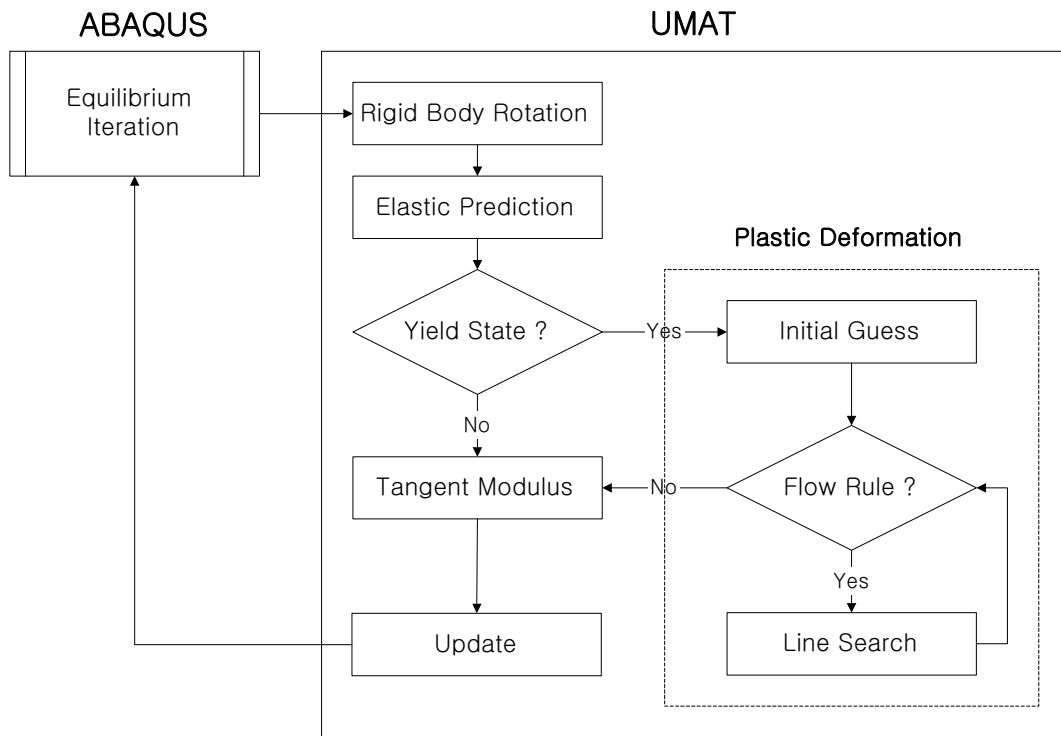 ABAQUS
UMAT
Equilibrium
Iteration
Rigid Body Rotation
Elastic Prediction
Plastic Deformation
Yield State ?
Yes
Initial Guess
No
Tangent Modulus
No
Flow Rule ?
Yes
Update
Line Search